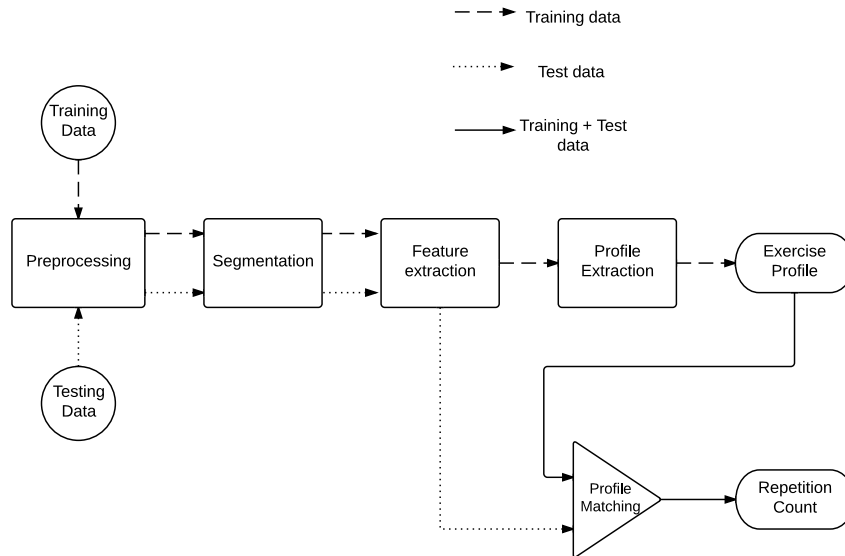 Training data
Test data
Training + Test
data
Training
Data
Preprocessing
Segmentation
Feature
extraction
Profile
Extraction
Exercise
Profile
Testing
Data
Profile
Matching
Repetition
Count